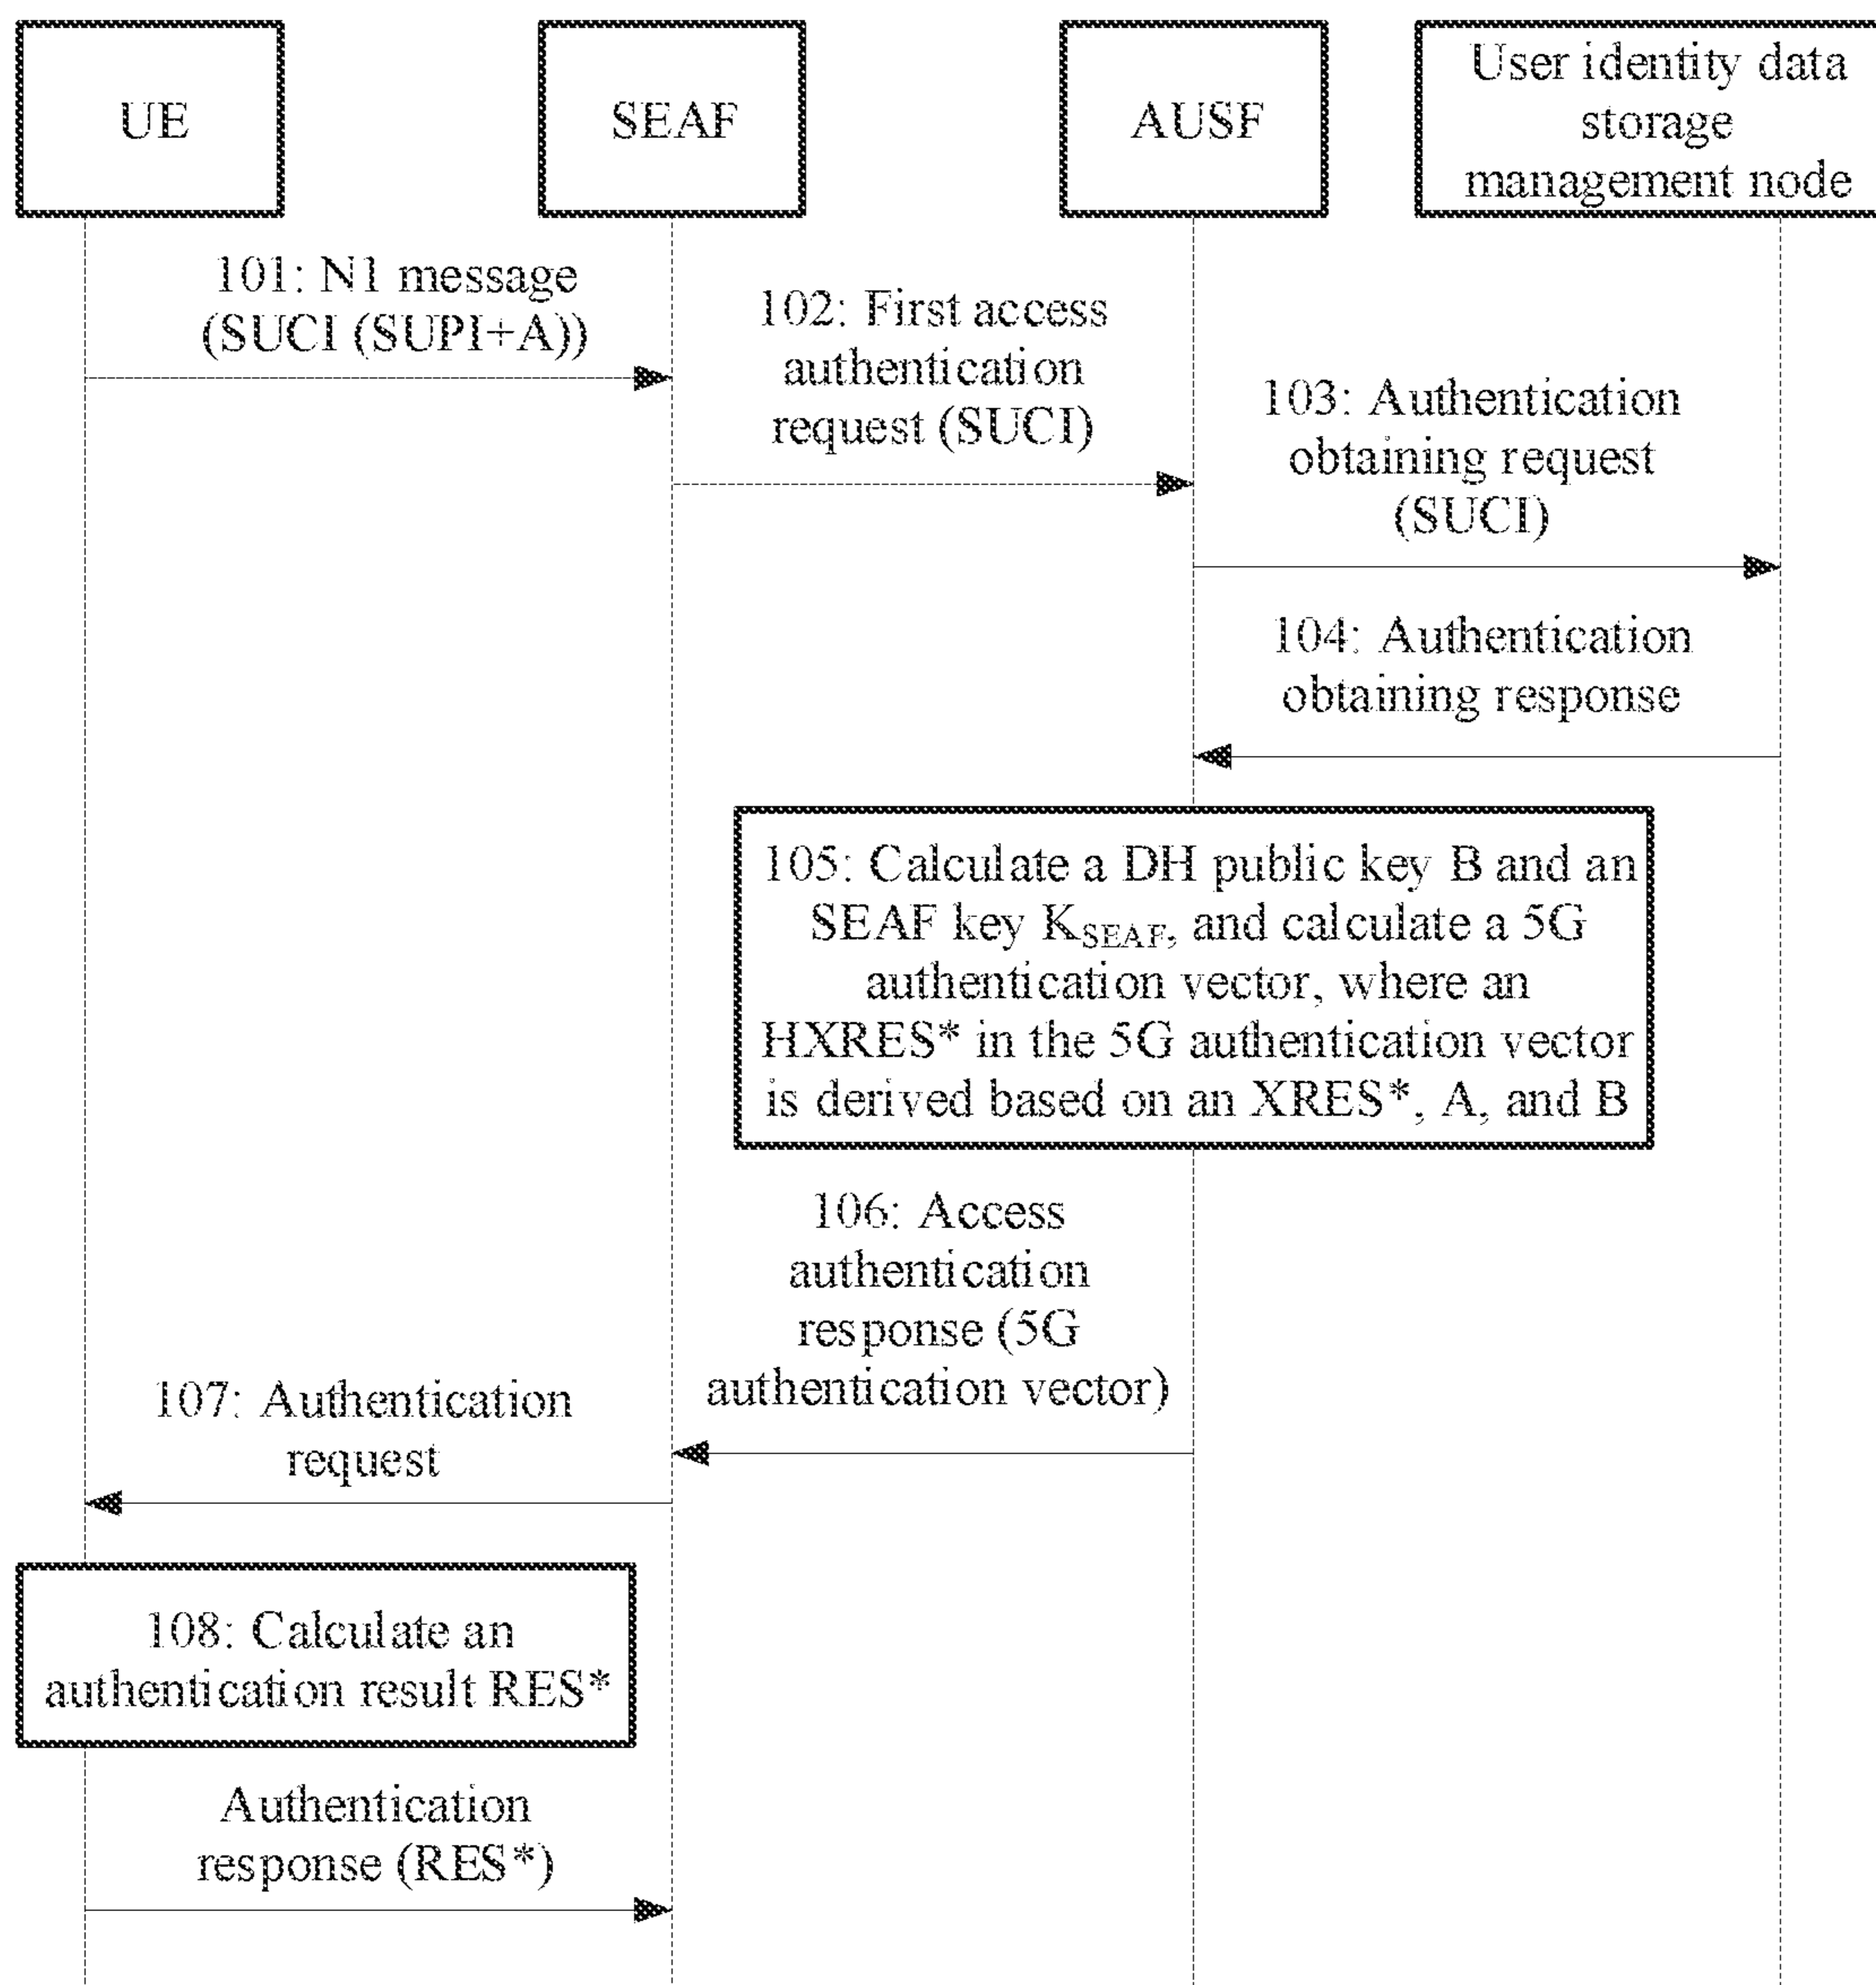 UE
SEAF
AUSF
User identity data
storage
management node
101: N1 message
(SUCI (SUPI+A))
102: First access
authentication
request (SUCI)
103: Authentication
obtaining request
(SUCI)
104: Authentication
obtaining response
105: Calculate a DH public key B and an
SEAF key K_SEAF, and calculate a 5G
authentication vector, where an
HXRES* in the 5G authentication vector
is derived based on an XRES*, A, and B
106: Access
authentication
response (5G
authentication vector)
107: Authentication
request
108: Calculate an
authentication result RES*
Authentication
response (RES*)